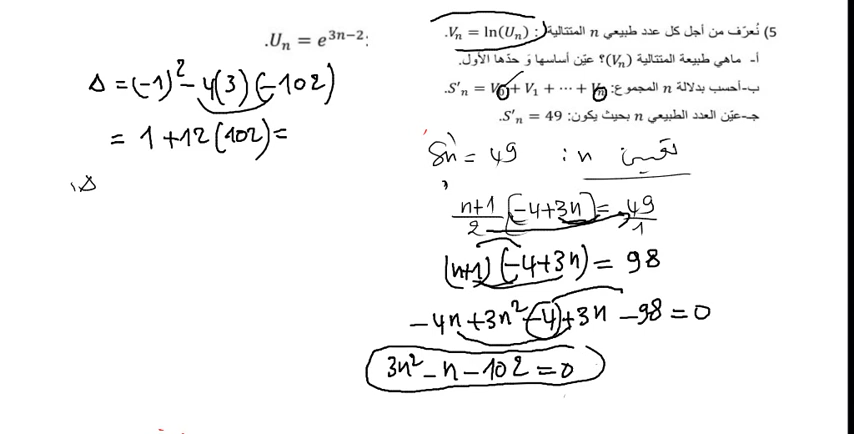 5) نُعرّف من أجل كل عدد طبيعي n المتتالية : Vₙ = ln(Uₙ).
أ- ماهي طبيعة المتتالية (Vₙ)؟ عيّن أساسها و حدّها الأول.
ب-أحسب بدلالة n المجموع: S'ₙ = V₀ + V₁ + ⋯ + Vₙ.
جـ-عيّن العدد الطبيعي n بحيث يكون: S'ₙ = 49.
تعيين n : Sₙ' = 49
(n+1)/2 (-4+3n) = 49/1
(n+1)(-4+3n) = 98
-4n+3n²-4+3n-98=0
3n²-n-102=0
.Uₙ = e³ⁿ⁻²:
Δ = (-1)²-4(3)(-102)
= 1+12(102)=
Δ